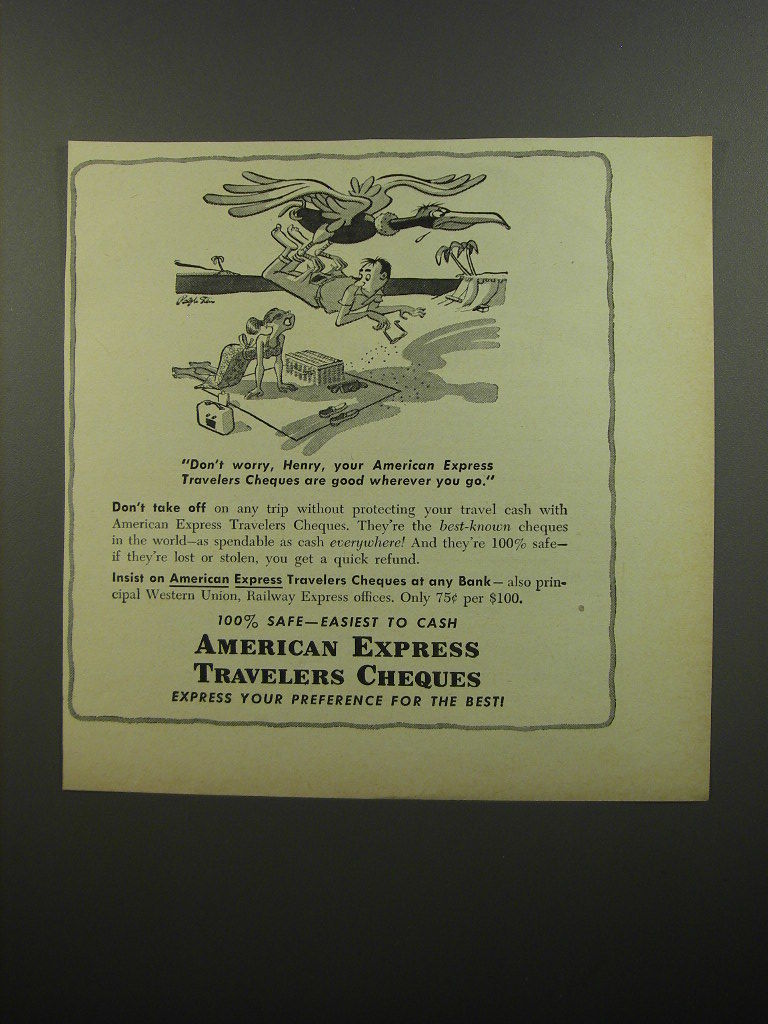 "Don't worry, Henry, your American Express
Travelers Cheques are good wherever you go."
Don't take off on any trip without protecting your travel cash with
American Express Travelers Cheques. They're the best-known cheques
in the world—as spendable as cash everywhere! And they're 100% safe—
if they're lost or stolen, you get a quick refund.
Insist on American Express Travelers Cheques at any Bank—also prin-
cipal Western Union, Railway Express offices. Only 75¢ per $100.
100% SAFE—EASIEST TO CASH
AMERICAN EXPRESS
TRAVELERS CHEQUES
EXPRESS YOUR PREFERENCE FOR THE BEST!